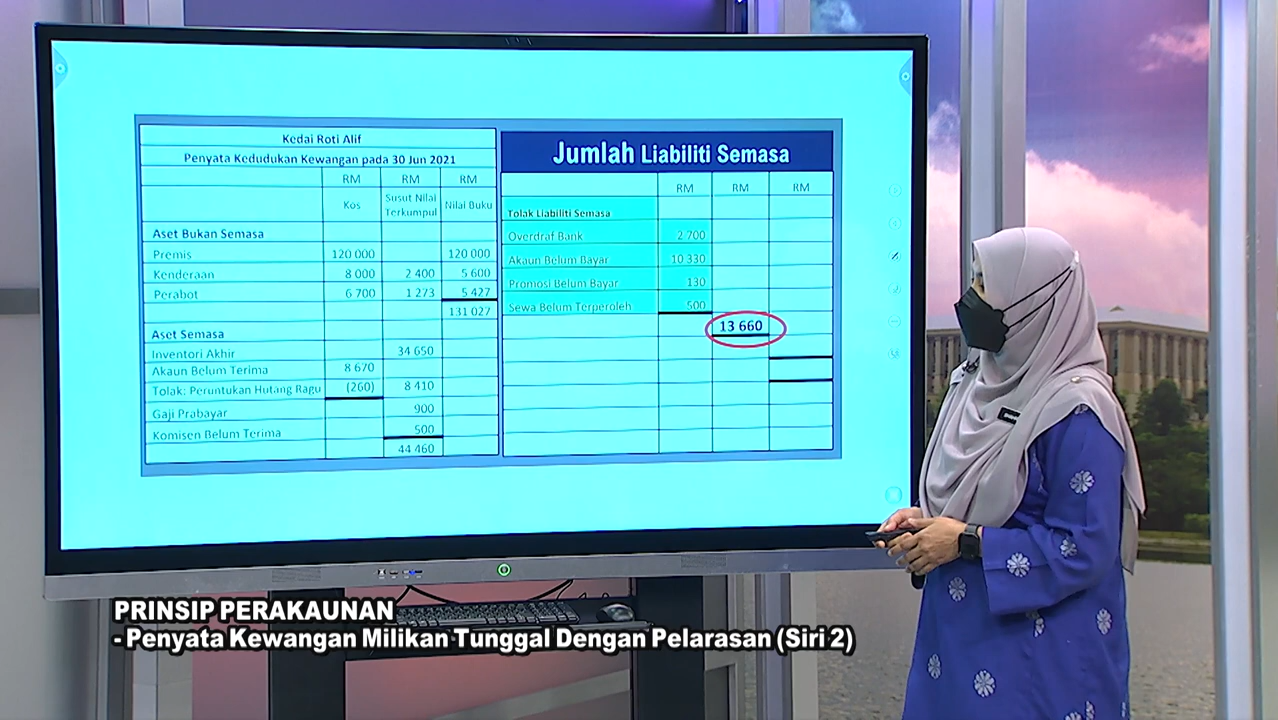 Kedai Roti Alif
Penyata Kedudukan Kewangan pada 30 Jun 2021
RM RM RM
Kos Susut Nilai Terkumpul Nilai Buku
Aset Bukan Semasa
Premis 120 000 120 000
Kenderaan 8 000 2 400 5 600
Perabot 6 700 1 273 5 427
131 027
Aset Semasa
Inventori Akhir 34 650
Akaun Belum Terima 8 670
Tolak: Peruntukan Hutang Ragu (260) 8 410
Gaji Prabayar 900
Komisen Belum Terima 500
44 460
Jumlah Liabiliti Semasa
RM RM RM
Tolak Liabiliti Semasa
Overdraf Bank 2 700
Akaun Belum Bayar 10 330
Promosi Belum Bayar 130
Sewa Belum Terperoleh 500
13 660
PRINSIP PERAKAUNAN
- Penyata Kewangan Milikan Tunggal Dengan Pelarasan (Siri 2)